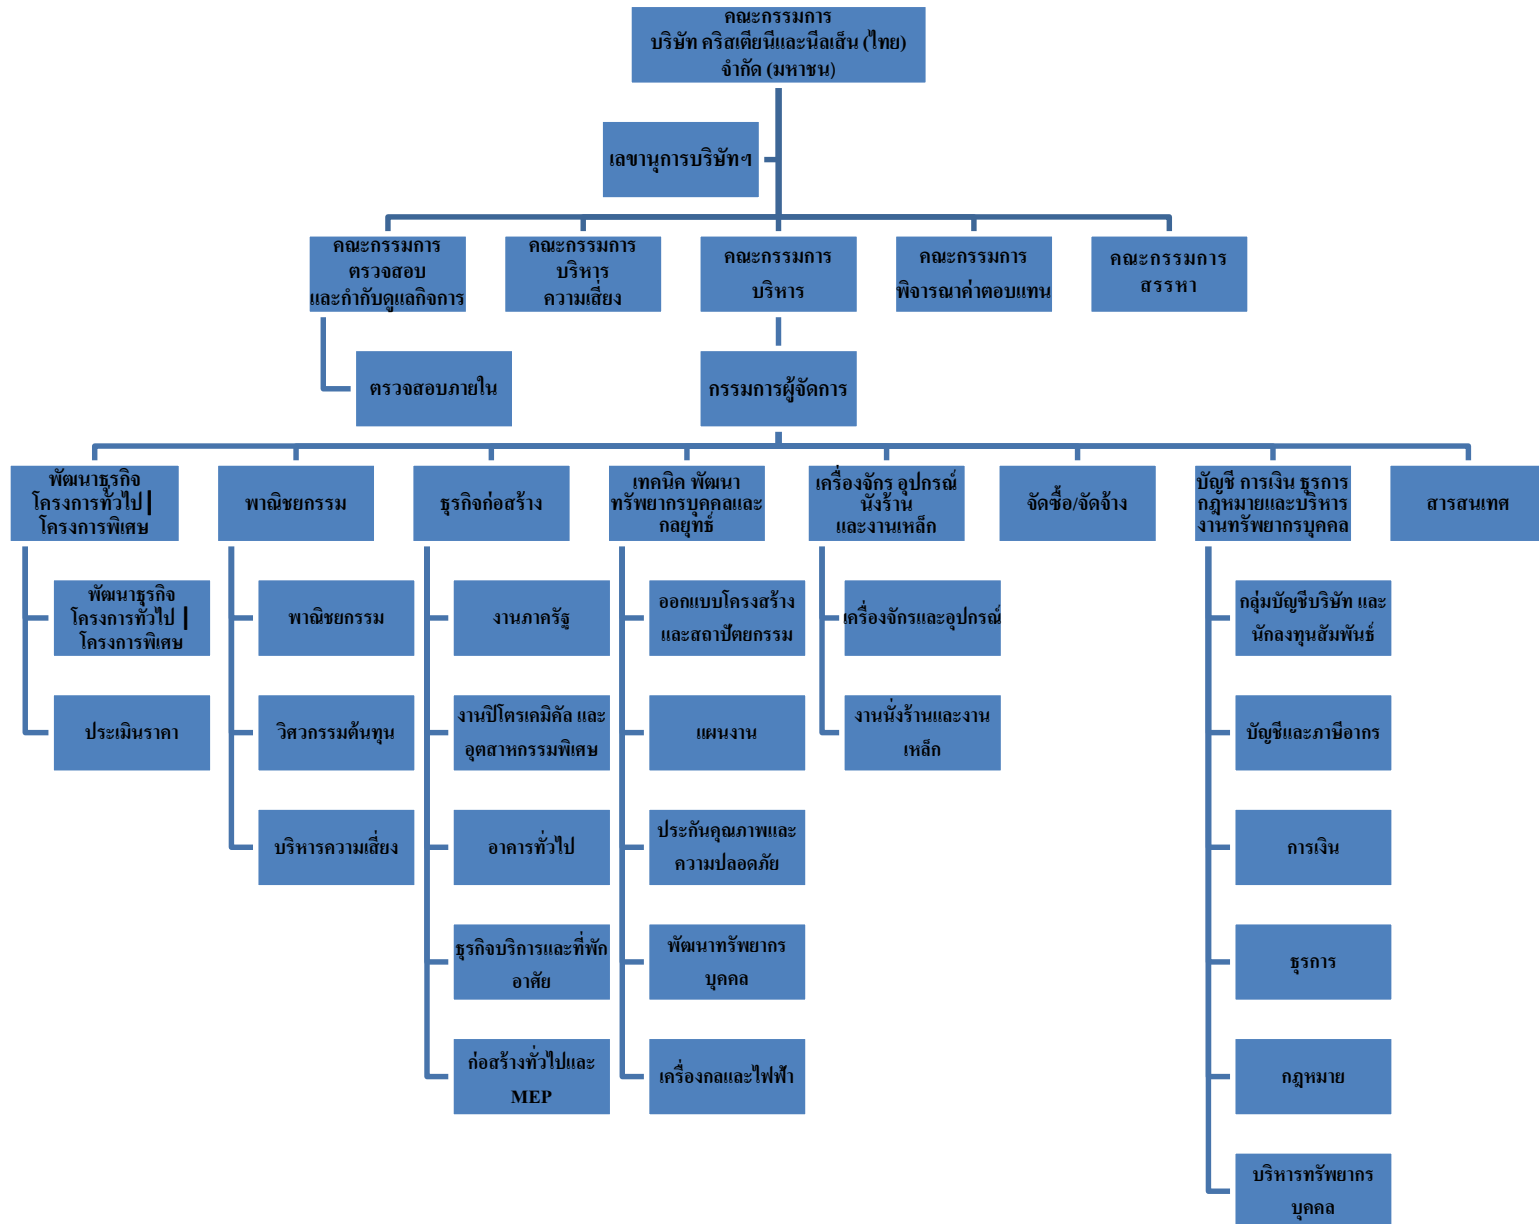 คณะกรรมการ
บริษัท คริสเตียนีและนีลเส็น (ไทย)
จำกัด (มหาชน)
เลขานุการบริษัทฯ
คณะกรรมการ
ตรวจสอบ
และกำกับดูแลกิจการ
คณะกรรมการ
บริหาร
ความเสี่ยง
คณะกรรมการ
บริหาร
คณะกรรมการ
พิจารณาค่าตอบแทน
คณะกรรมการ
สรรหา
ตรวจสอบภายใน
กรรมการผู้จัดการ
พัฒนาธุรกิจ
โครงการทั่วไป |
โครงการพิเศษ
พาณิชยกรรม
ธุรกิจก่อสร้าง
เทคนิค พัฒนา
ทรัพยากรบุคคลและ
กลยุทธ์
เครื่องจักร อุปกรณ์
นั่งร้าน
และงานเหล็ก
จัดซื้อ/จัดจ้าง
บัญชี การเงิน ธุรการ
กฎหมายและบริหาร
งานทรัพยากรบุคคล
สารสนเทศ
พัฒนาธุรกิจ
โครงการทั่วไป |
โครงการพิเศษ
พาณิชยกรรม
งานภาครัฐ
ออกแบบโครงสร้าง
และสถาปัตยกรรม
เครื่องจักรและอุปกรณ์
กลุ่มบัญชีบริษัท และ
นักลงทุนสัมพันธ์
ประเมินราคา
วิศวกรรมต้นทุน
งานปิโตรเคมิคัล และ
อุตสาหกรรมพิเศษ
แผนงาน
งานนั่งร้านและงาน
เหล็ก
บัญชีและภาษีอากร
บริหารความเสี่ยง
อาคารทั่วไป
ประกันคุณภาพและ
ความปลอดภัย
การเงิน
ธุรกิจบริการและที่พัก
อาศัย
พัฒนาทรัพยากร
บุคคล
ธุรการ
ก่อสร้างทั่วไปและ
MEP
เครื่องกลและไฟฟ้า
กฎหมาย
บริหารทรัพยากร
บุคคล